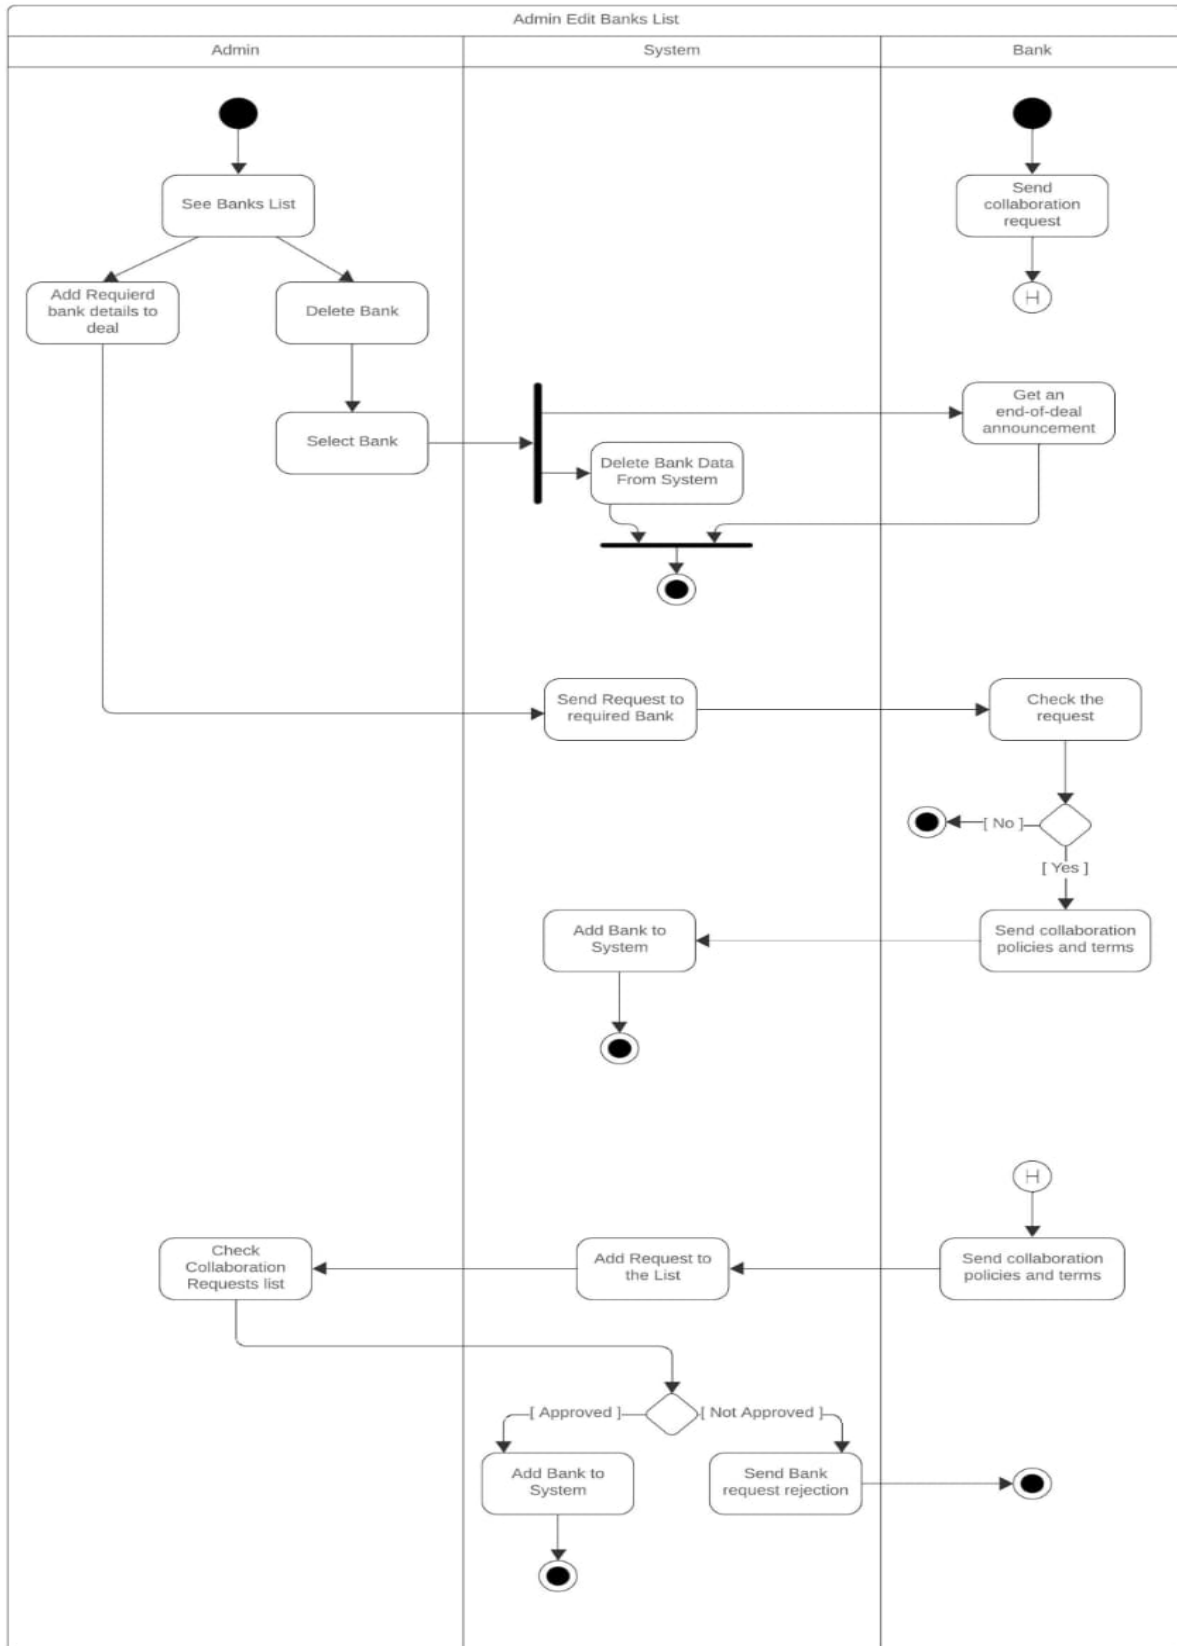 Admin Edit Banks List
Admin
System
Bank
See Banks List
Send
collaboration
request
Add Requierd
bank details to
deal
Delete Bank
H
Select Bank
Get an
end-of-deal
announcement
Delete Bank Data
From System
Send Request to
required Bank
Check the
request
[ No ]
[ Yes ]
Add Bank to
System
Send collaboration
policies and terms
H
Check
Collaboration
Requests list
Add Request to
the List
Send collaboration
policies and terms
[ Approved ]
[ Not Approved ]
Add Bank to
System
Send Bank
request rejection